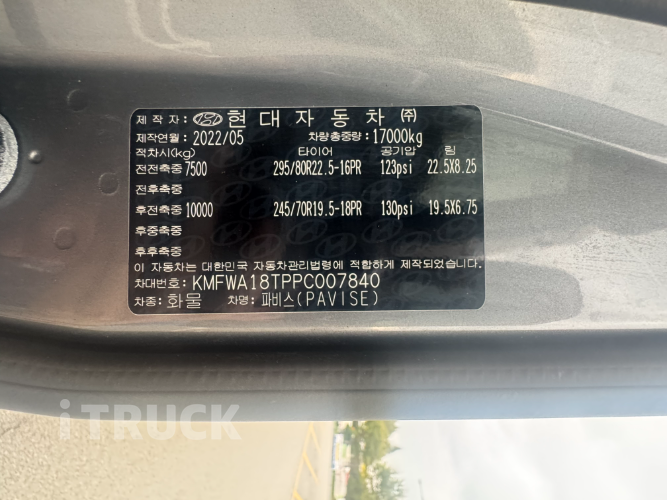 제작자: 현대자동차㈜
제작연월: 2022/05 차량총중량: 17000kg
적차시(kg) 타이어 공기압 림
전전축중 7500 295/80R22.5-16PR 123psi 22.5X8.25
전후축중
후전축중 10000 245/70R19.5-18PR 130psi 19.5X6.75
후중축중
후후축중
이 자동차는 대한민국 자동차관리법령에 적합하게 제작되었습니다.
차대번호: KMFWA18TPPC007840
차종: 화물 차명: 파비스(PAVISE)
iTRUCK